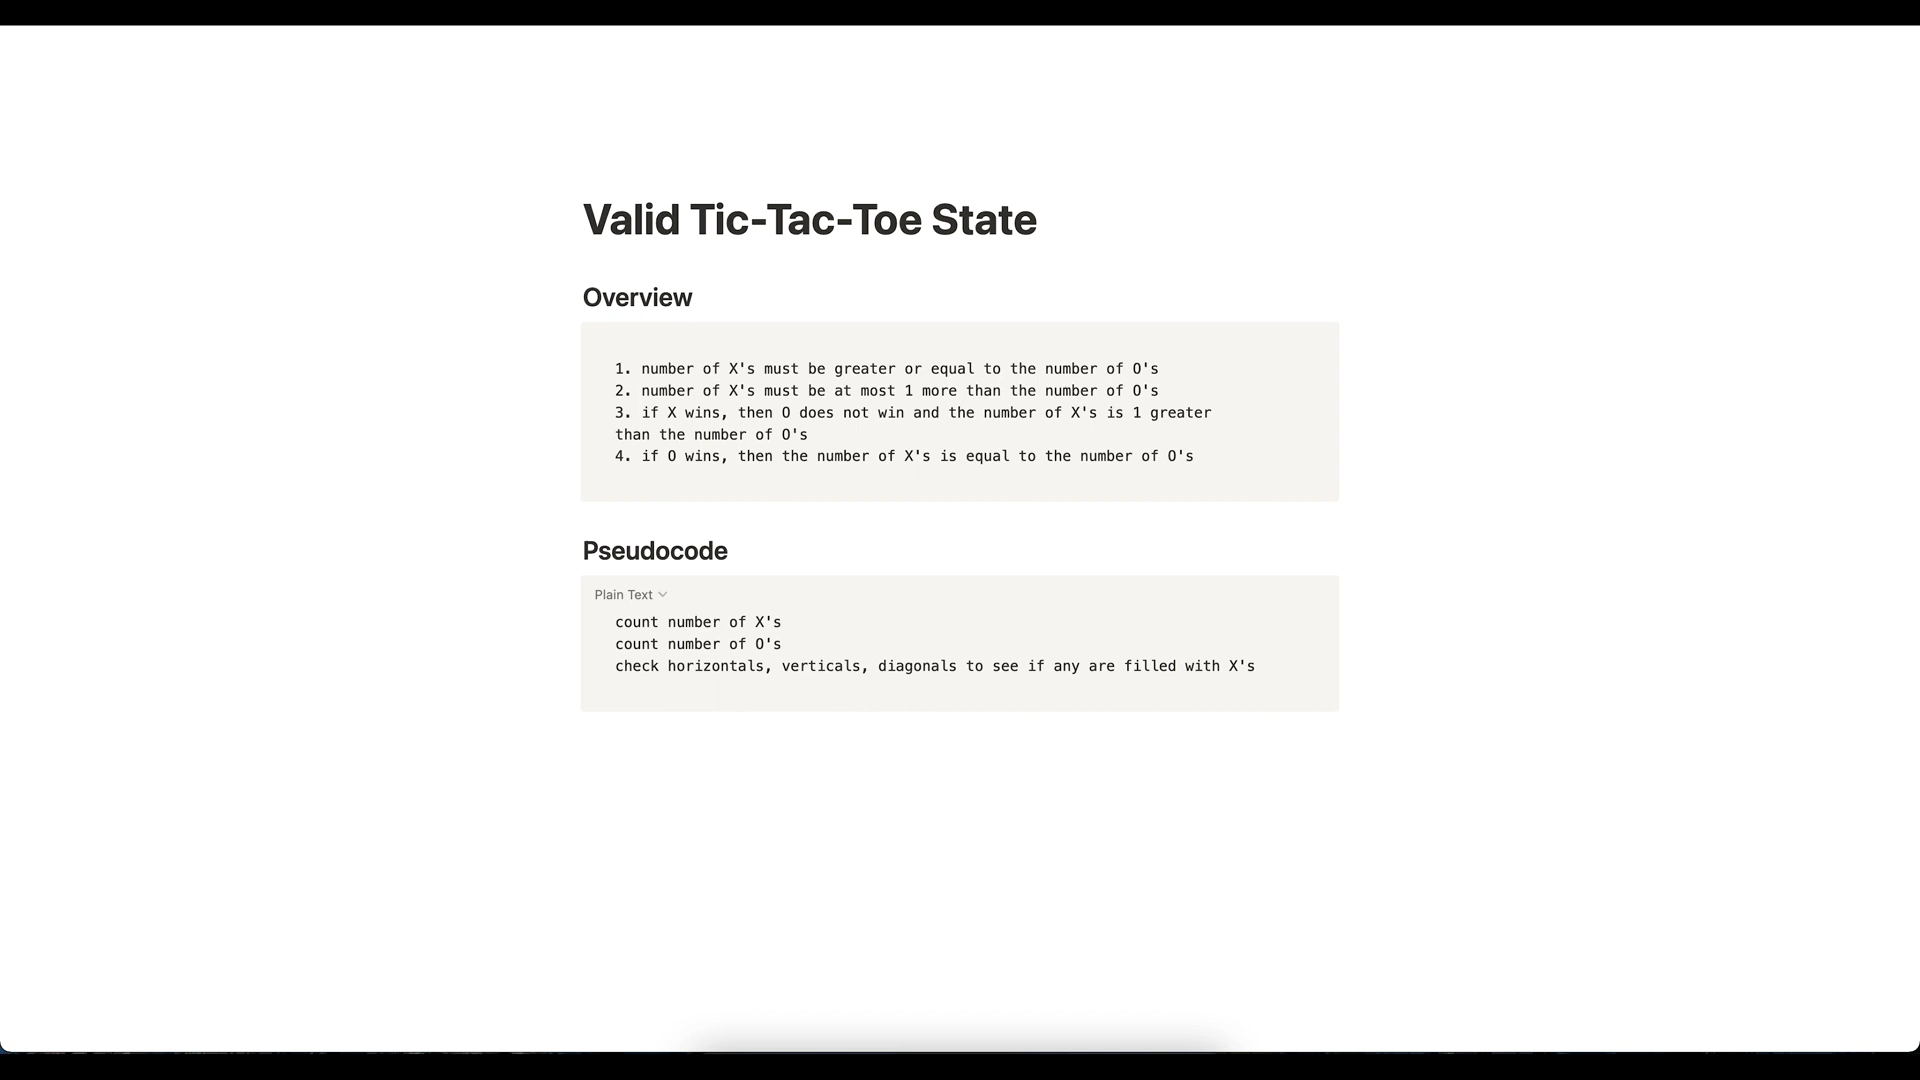 Valid Tic-Tac-Toe State
Overview
1. number of X's must be greater or equal to the number of O's
2. number of X's must be at most 1 more than the number of O's
3. if X wins, then O does not win and the number of X's is 1 greater
than the number of O's
4. if O wins, then the number of X's is equal to the number of O's
Pseudocode
Plain Text
count number of X's
count number of O's
check horizontals, verticals, diagonals to see if any are filled with X's